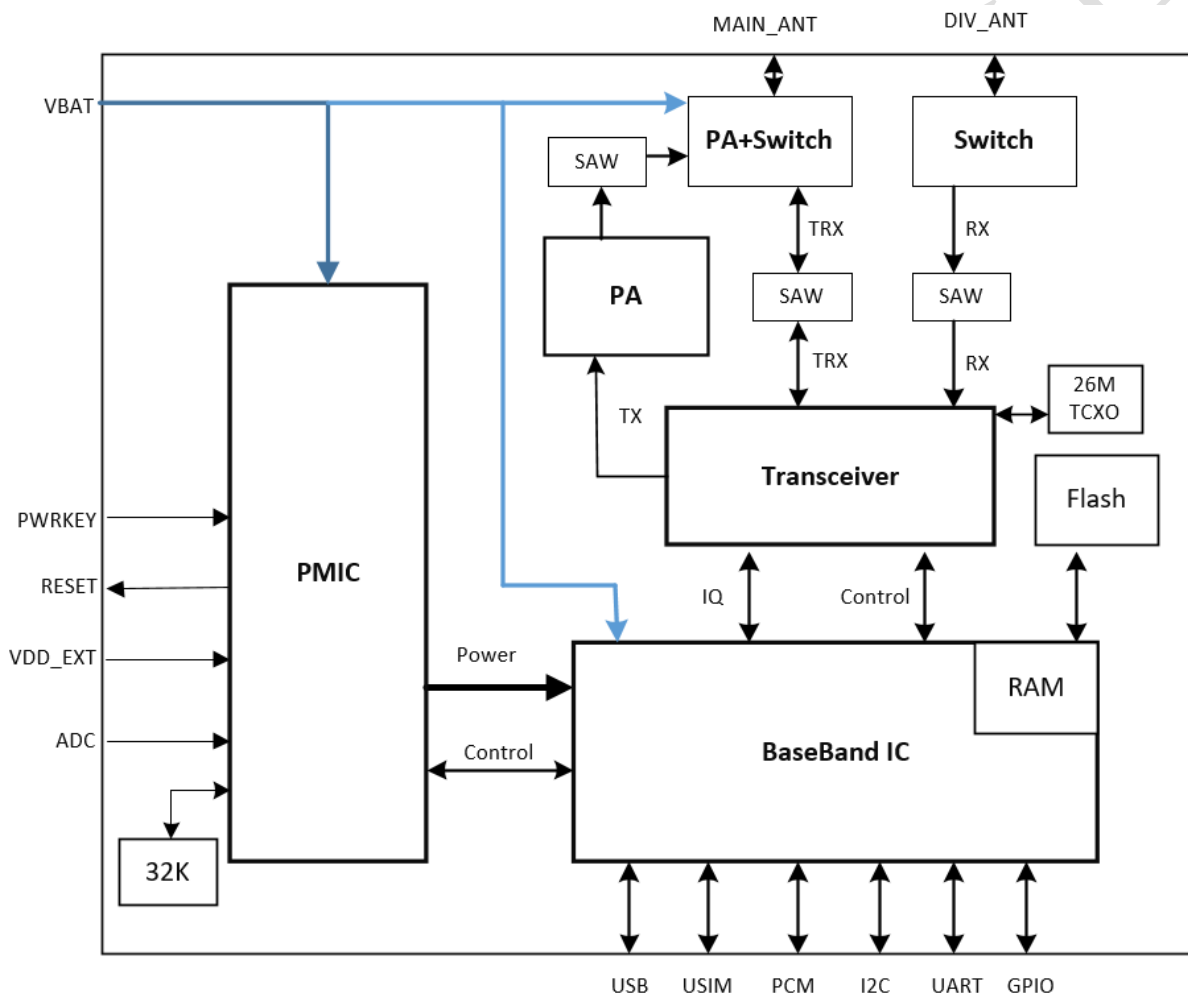 MAIN_ANT
DIV_ANT
VBAT
PA+Switch
Switch
SAW
TRX
RX
PA
SAW
SAW
TRX
RX
26M
TCXO
TX
Transceiver
Flash
PWRKEY
PMIC
RESET
IQ
Control
VDD_EXT
Power
RAM
ADC
Control
BaseBand IC
32K
USB
USIM
PCM
I2C
UART
GPIO